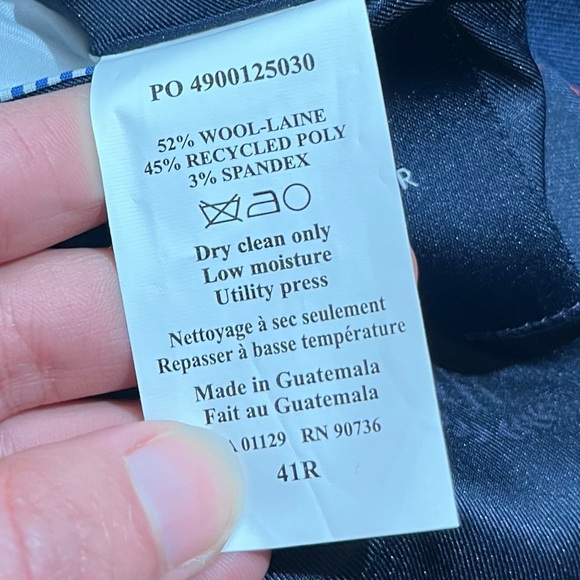 PO 4900125030
52% WOOL-LAINE
45% RECYCLED POLY
3% SPANDEX
Dry clean only
Low moisture
Utility press
Nettoyage à sec seulement
Repasser à basse température
Made in Guatemala
Fait au Guatemala
01129 RN 90736
41R
R